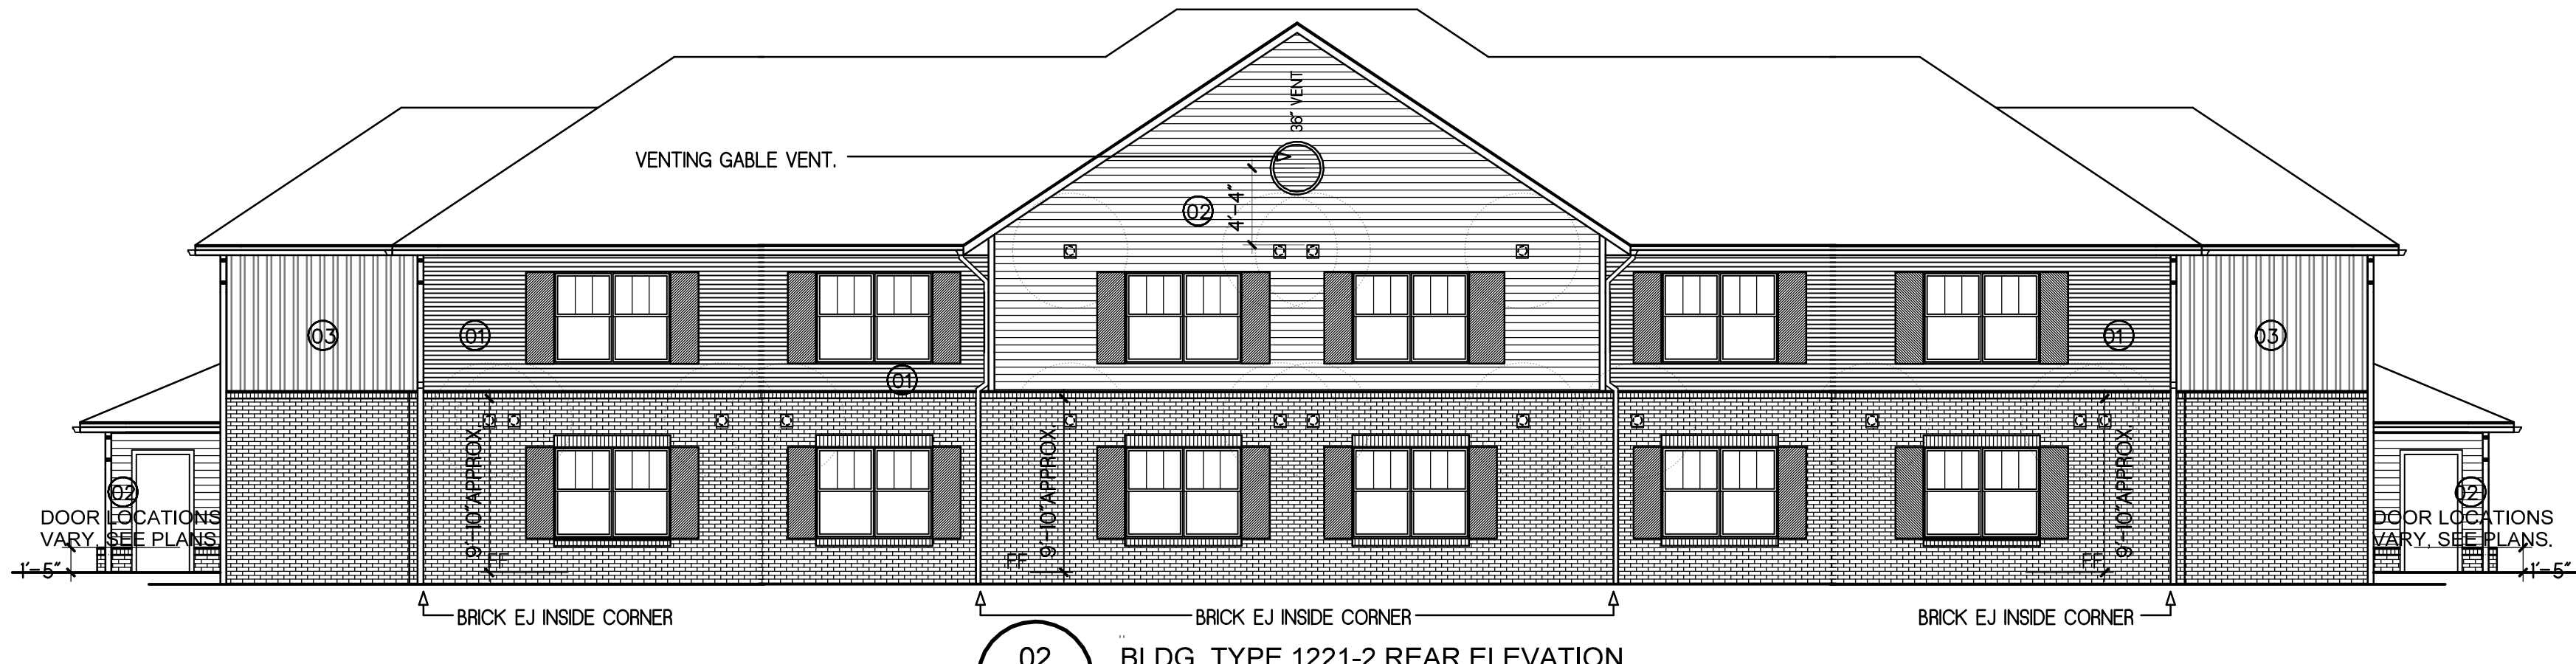 36" VENT
VENTING GABLE VENT.
02
4'-4"
03
01
01
01
03
9'-10"APPROX.
9'-10"APPROX.
9'-10"APPROX.
02
02
DOOR LOCATIONS
VARY, SEE PLANS.
DOOR LOCATIONS
VARY, SEE PLANS.
FF
FF
FF
1'-5"
1'-5"
BRICK EJ INSIDE CORNER
BRICK EJ INSIDE CORNER
BRICK EJ INSIDE CORNER
02
BLDG. TYPE 1221-2 REAR ELEVATION